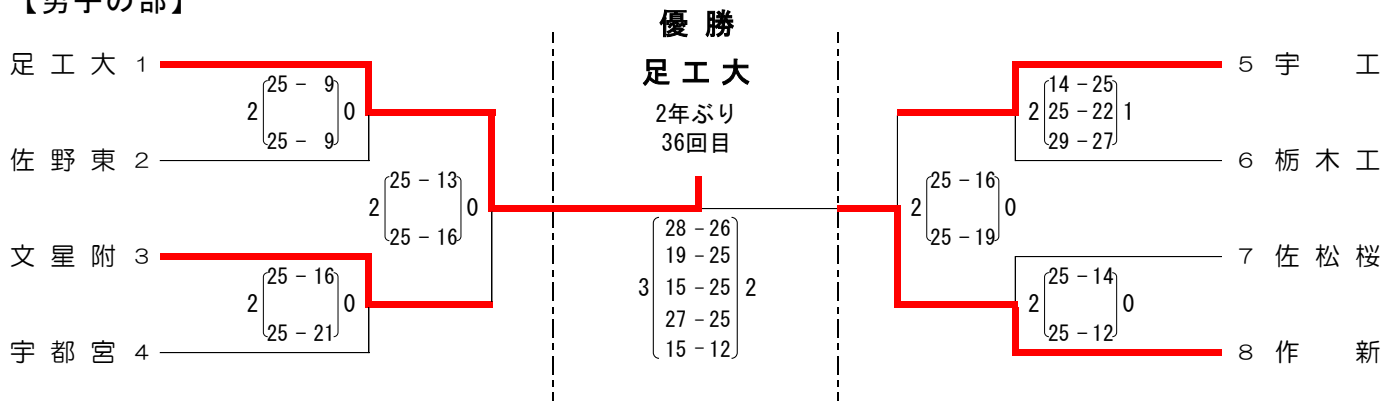 【男子の部】
優勝
足工大
2年ぶり
36回目
足工大 1
25 - 9
2 0
25 - 9
佐野東 2
25 - 13
2 0
25 - 16
文星附 3
25 - 16
2 0
25 - 21
宇都宮 4
28 - 26
19 - 25
3 15 - 25 2
27 - 25
15 - 12
5 宇工
14 - 25
2 25 - 22 1
29 - 27
6 栃木工
25 - 16
2 0
25 - 19
7 佐松桜
25 - 14
2 0
25 - 12
8 作新